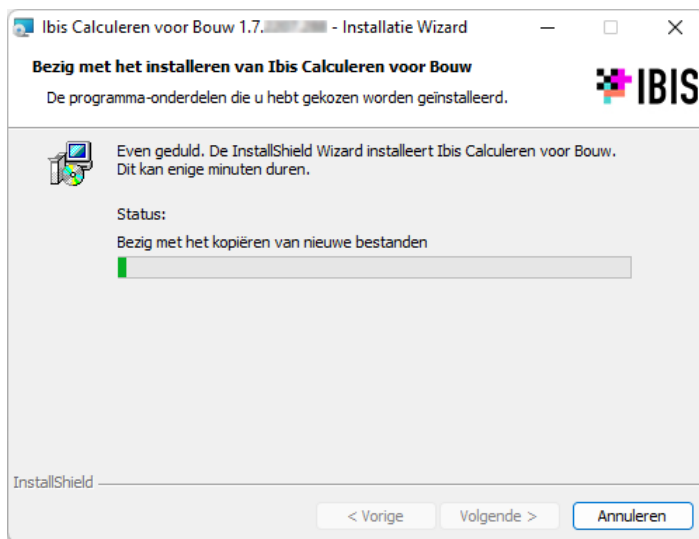 Ibis Calculeren voor Bouw 1.7. - Installatie Wizard
Bezig met het installeren van Ibis Calculeren voor Bouw
De programma-onderdelen die u hebt gekozen worden geïnstalleerd.
IBIS
Even geduld. De InstallShield Wizard installeert Ibis Calculeren voor Bouw.
Dit kan enige minuten duren.
Status:
Bezig met het kopiëren van nieuwe bestanden
InstallShield
< Vorige
Volgende >
Annuleren